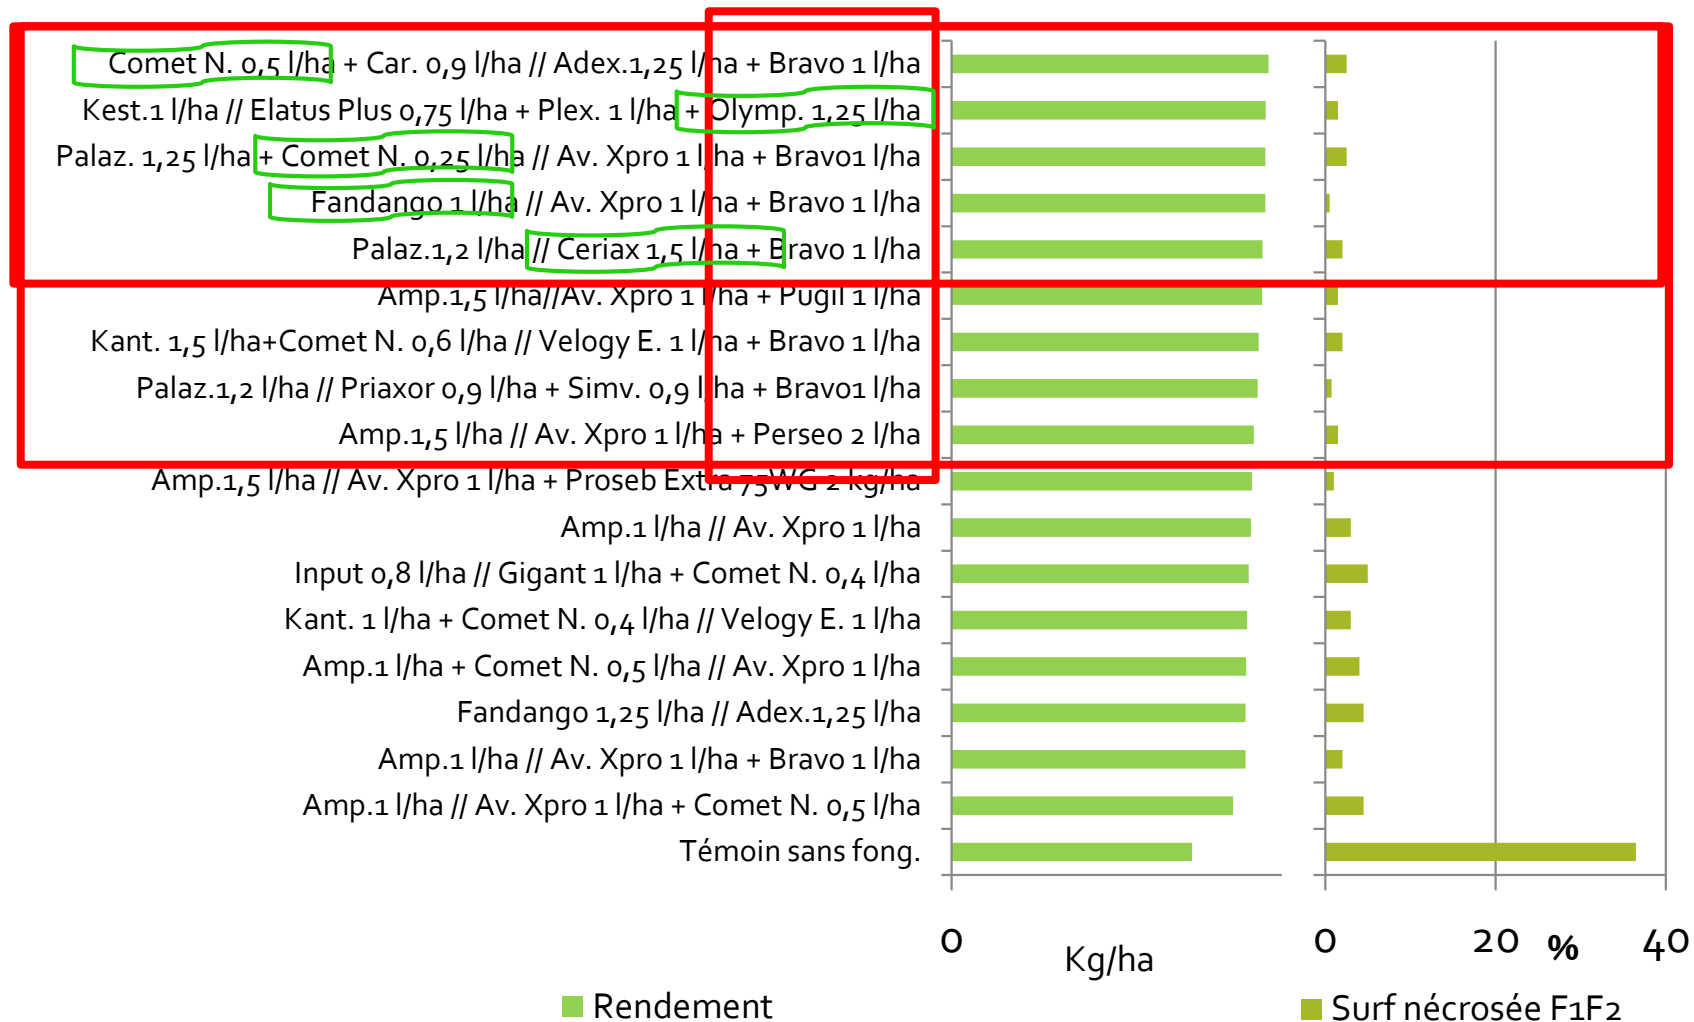 Comet N. 0,5 l/ha + Car. 0,9 l/ha // Adex.1,25 l/ha + Bravo 1 l/ha
Kest.1 l/ha // Elatus Plus 0,75 l/ha + Plex. 1 l/ha + Olymp. 1,25 l/ha
Palaz. 1,25 l/ha + Comet N. 0,25 l/ha // Av. Xpro 1 l/ha + Bravo1 l/ha
Fandango 1 l/ha // Av. Xpro 1 l/ha + Bravo 1 l/ha
Palaz.1,2 l/ha // Ceriax 1,5 l/ha + Bravo 1 l/ha
Amp.1,5 l/ha//Av. Xpro 1 l/ha + Pugil 1 l/ha
Kant. 1,5 l/ha+Comet N. 0,6 l/ha // Velogy E. 1 l/ha + Bravo 1 l/ha
Palaz.1,2 l/ha // Priaxor 0,9 l/ha + Simv. 0,9 l/ha + Bravo1 l/ha
Amp.1,5 l/ha // Av. Xpro 1 l/ha + Perseo 2 l/ha
Amp.1,5 l/ha // Av. Xpro 1 l/ha + Proseb Extra 75WG 2 kg/ha
Amp.1 l/ha // Av. Xpro 1 l/ha
Input 0,8 l/ha // Gigant 1 l/ha + Comet N. 0,4 l/ha
Kant. 1 l/ha + Comet N. 0,4 l/ha // Velogy E. 1 l/ha
Amp.1 l/ha + Comet N. 0,5 l/ha // Av. Xpro 1 l/ha
Fandango 1,25 l/ha // Adex.1,25 l/ha
Amp.1 l/ha // Av. Xpro 1 l/ha + Bravo 1 l/ha
Amp.1 l/ha // Av. Xpro 1 l/ha + Comet N. 0,5 l/ha
Témoin sans fong.
0
Kg/ha
0 20 % 40
Rendement
Surf nécrosée F1F2